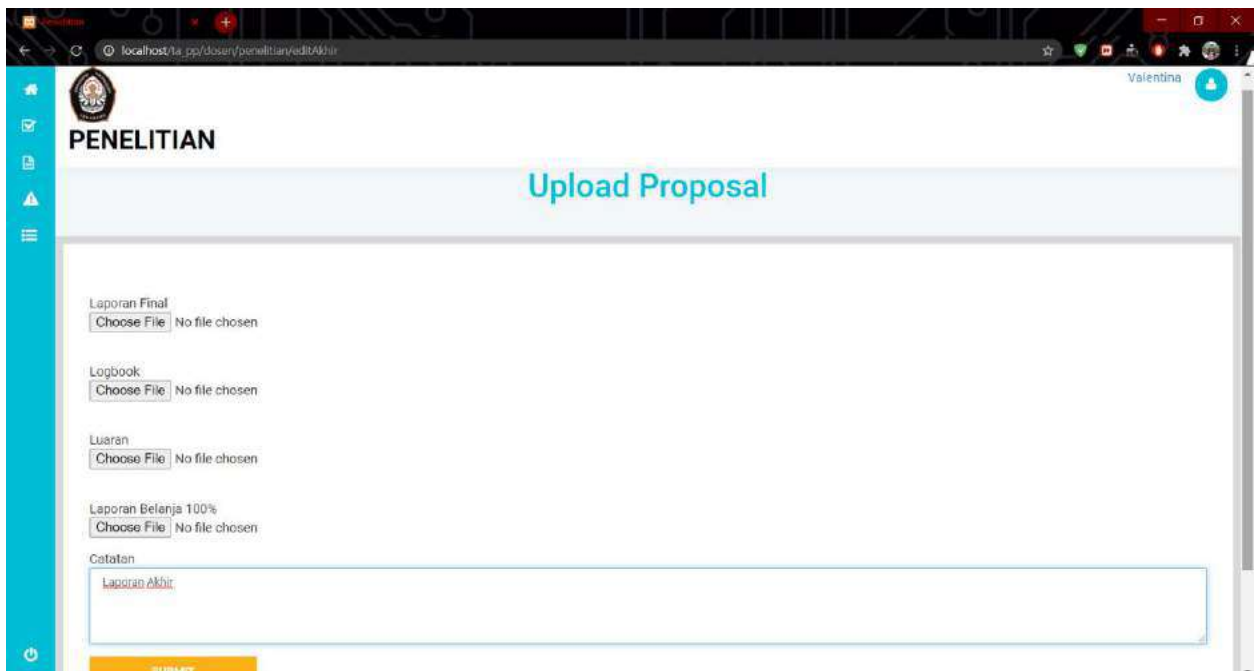 Penelitian
localhost/ta_pp/dosen/penelitian/editAkhir
Valentina
PENELITIAN
Upload Proposal
Laporan Final
Choose File No file chosen
Logbook
Choose File No file chosen
Luaran
Choose File No file chosen
Laporan Belanja 100%
Choose File No file chosen
Catatan
Laporan Akhir
SUBMIT